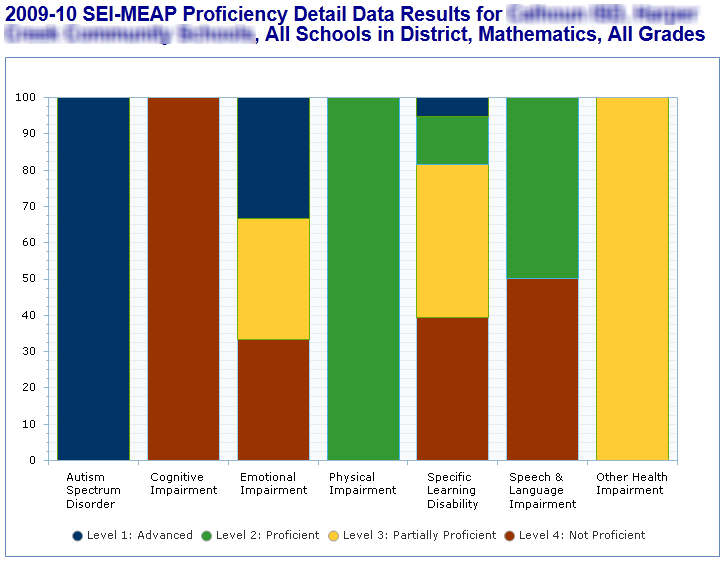 2009-10 SEI-MEAP Proficiency Detail Data Results for
, All Schools in District, Mathematics, All Grades
100
90
80
70
60
50
40
30
20
10
0
Autism Spectrum Disorder
Cognitive Impairment
Emotional Impairment
Physical Impairment
Specific Learning Disability
Speech & Language Impairment
Other Health Impairment
Level 1: Advanced Level 2: Proficient Level 3: Partially Proficient Level 4: Not Proficient